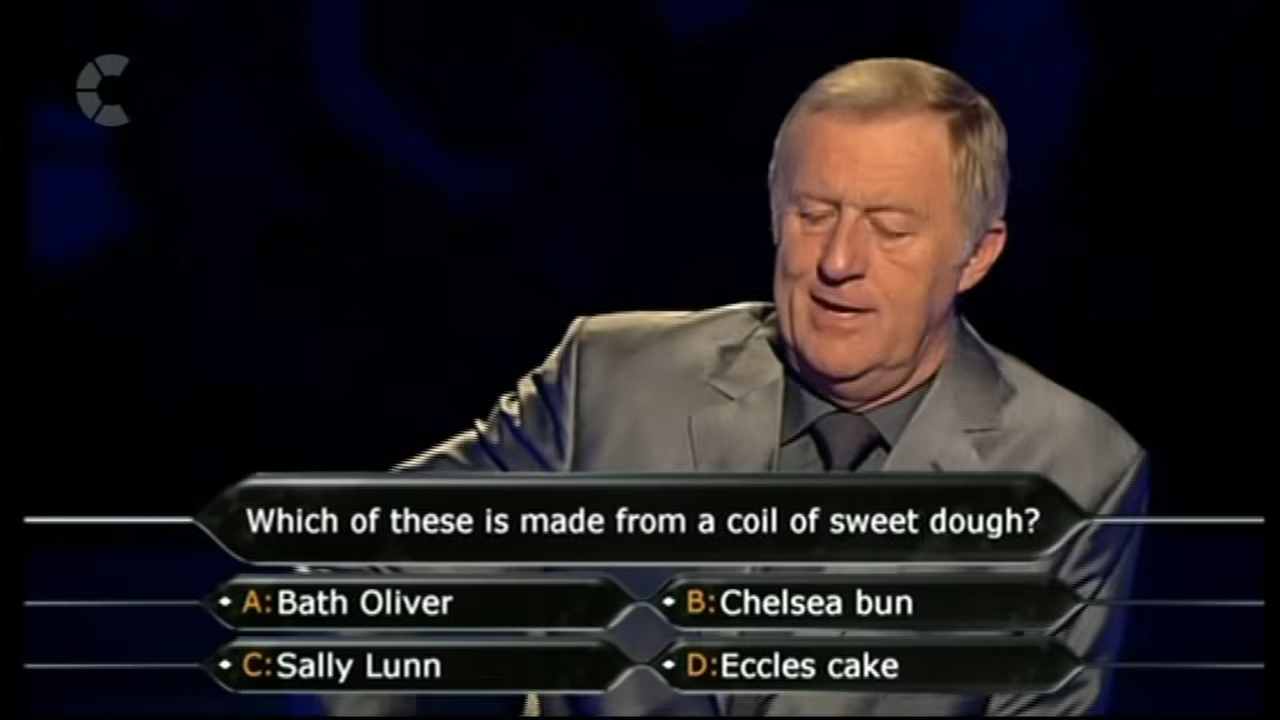 Which of these is made from a coil of sweet dough?
A: Bath Oliver
B: Chelsea bun
C: Sally Lunn
D: Eccles cake